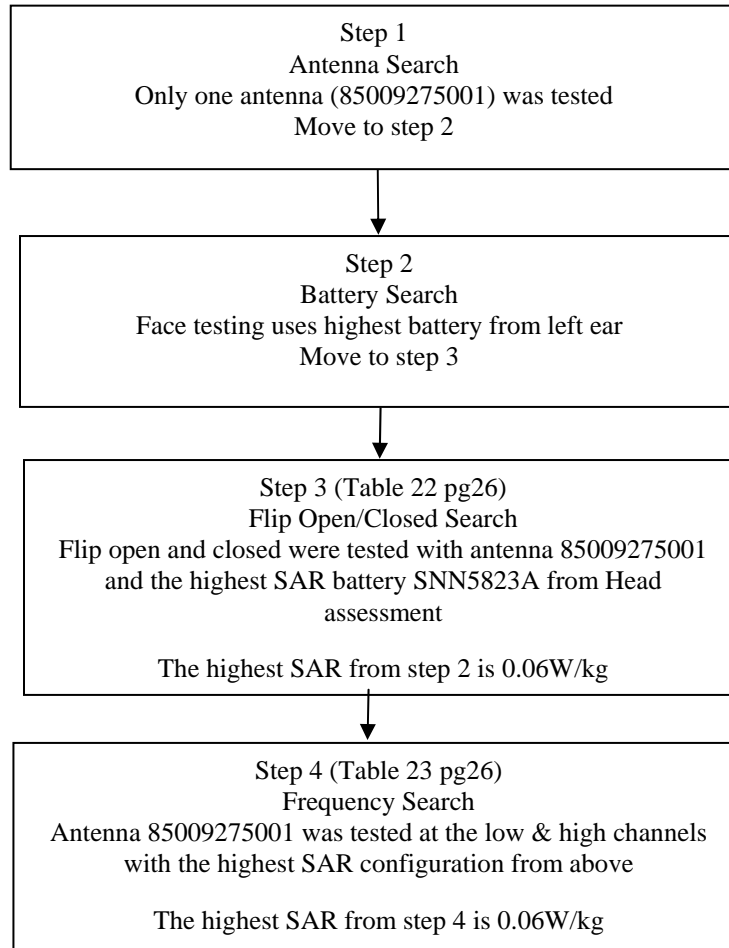 Step 1
Antenna Search
Only one antenna (85009275001) was tested
Move to step 2
Step 2
Battery Search
Face testing uses highest battery from left ear
Move to step 3
Step 3 (Table 22 pg26)
Flip Open/Closed Search
Flip open and closed were tested with antenna 85009275001
and the highest SAR battery SNN5823A from Head
assessment
The highest SAR from step 2 is 0.06W/kg
Step 4 (Table 23 pg26)
Frequency Search
Antenna 85009275001 was tested at the low & high channels
with the highest SAR configuration from above
The highest SAR from step 4 is 0.06W/kg